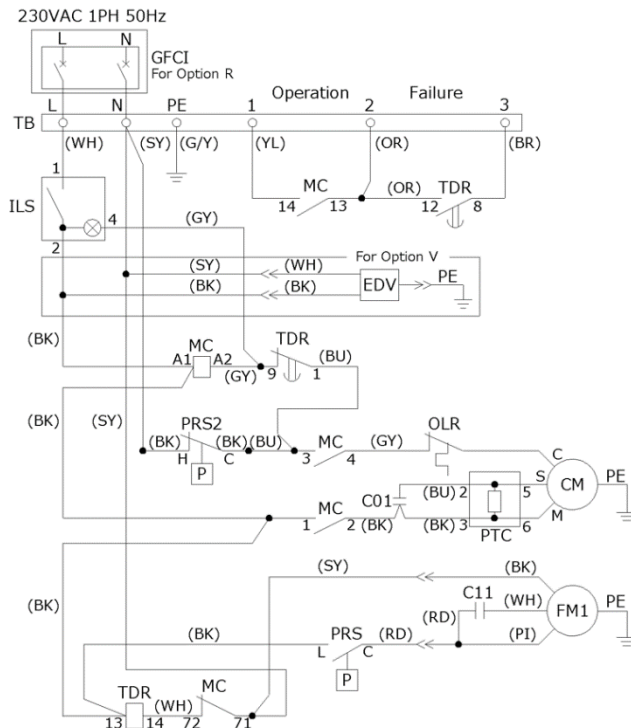 230VAC 1PH 50Hz
L N
GFCI
For Option R
L N PE 1 Operation 2 Failure 3
TB
(WH) (SY) (G/Y) (YL) (OR) (BR)
1
MC (OR) TDR
14 13 12 8
ILS
4 (GY)
2
For Option V
(SY) (WH)
EDV PE
(BK) (BK)
(BK)
MC TDR
A1 A2 (BU)
(GY) 9 1
(BK)
(SY)
PRS2 OLR
(BK) (BK) (BU) MC (GY)
H C 3 4
P
C
S CM PE
M
C01 (BU) 2 5
MC
1 2 (BK) (BK) 3 6
PTC
(SY) (BK)
C11
(WH) FM1 PE
(BK)
(RD)
(BK) PRS (RD) (PI)
L C
P
TDR (WH) MC
13 14 72 71